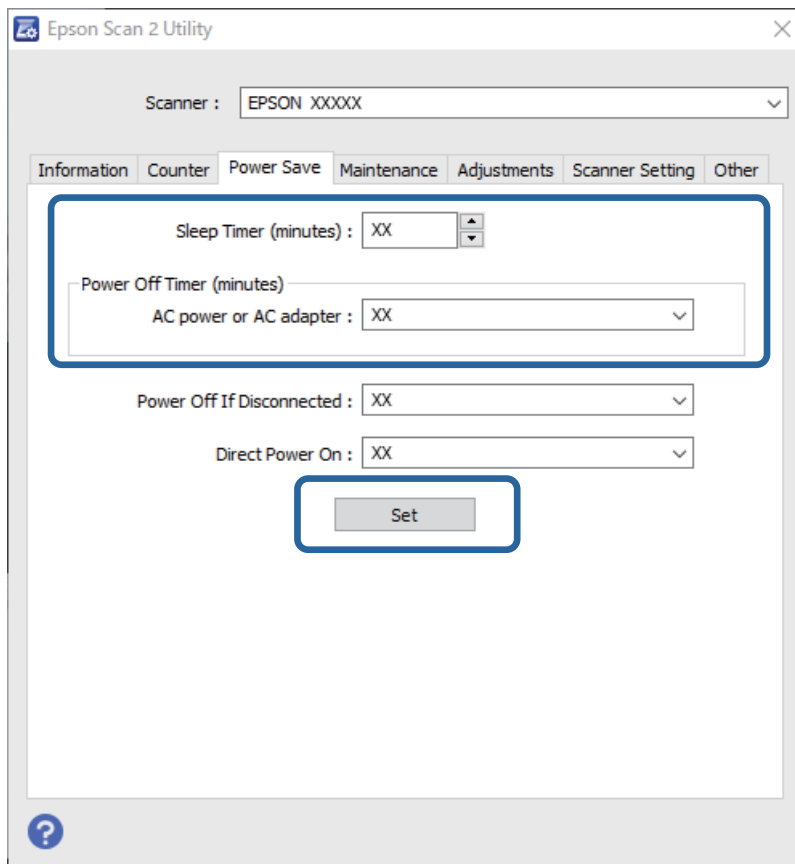 Epson Scan 2 Utility
Scanner : EPSON XXXXX
Information Counter Power Save Maintenance Adjustments Scanner Setting Other
Sleep Timer (minutes) : XX
Power Off Timer (minutes)
AC power or AC adapter : XX
Power Off If Disconnected : XX
Direct Power On : XX
Set
?